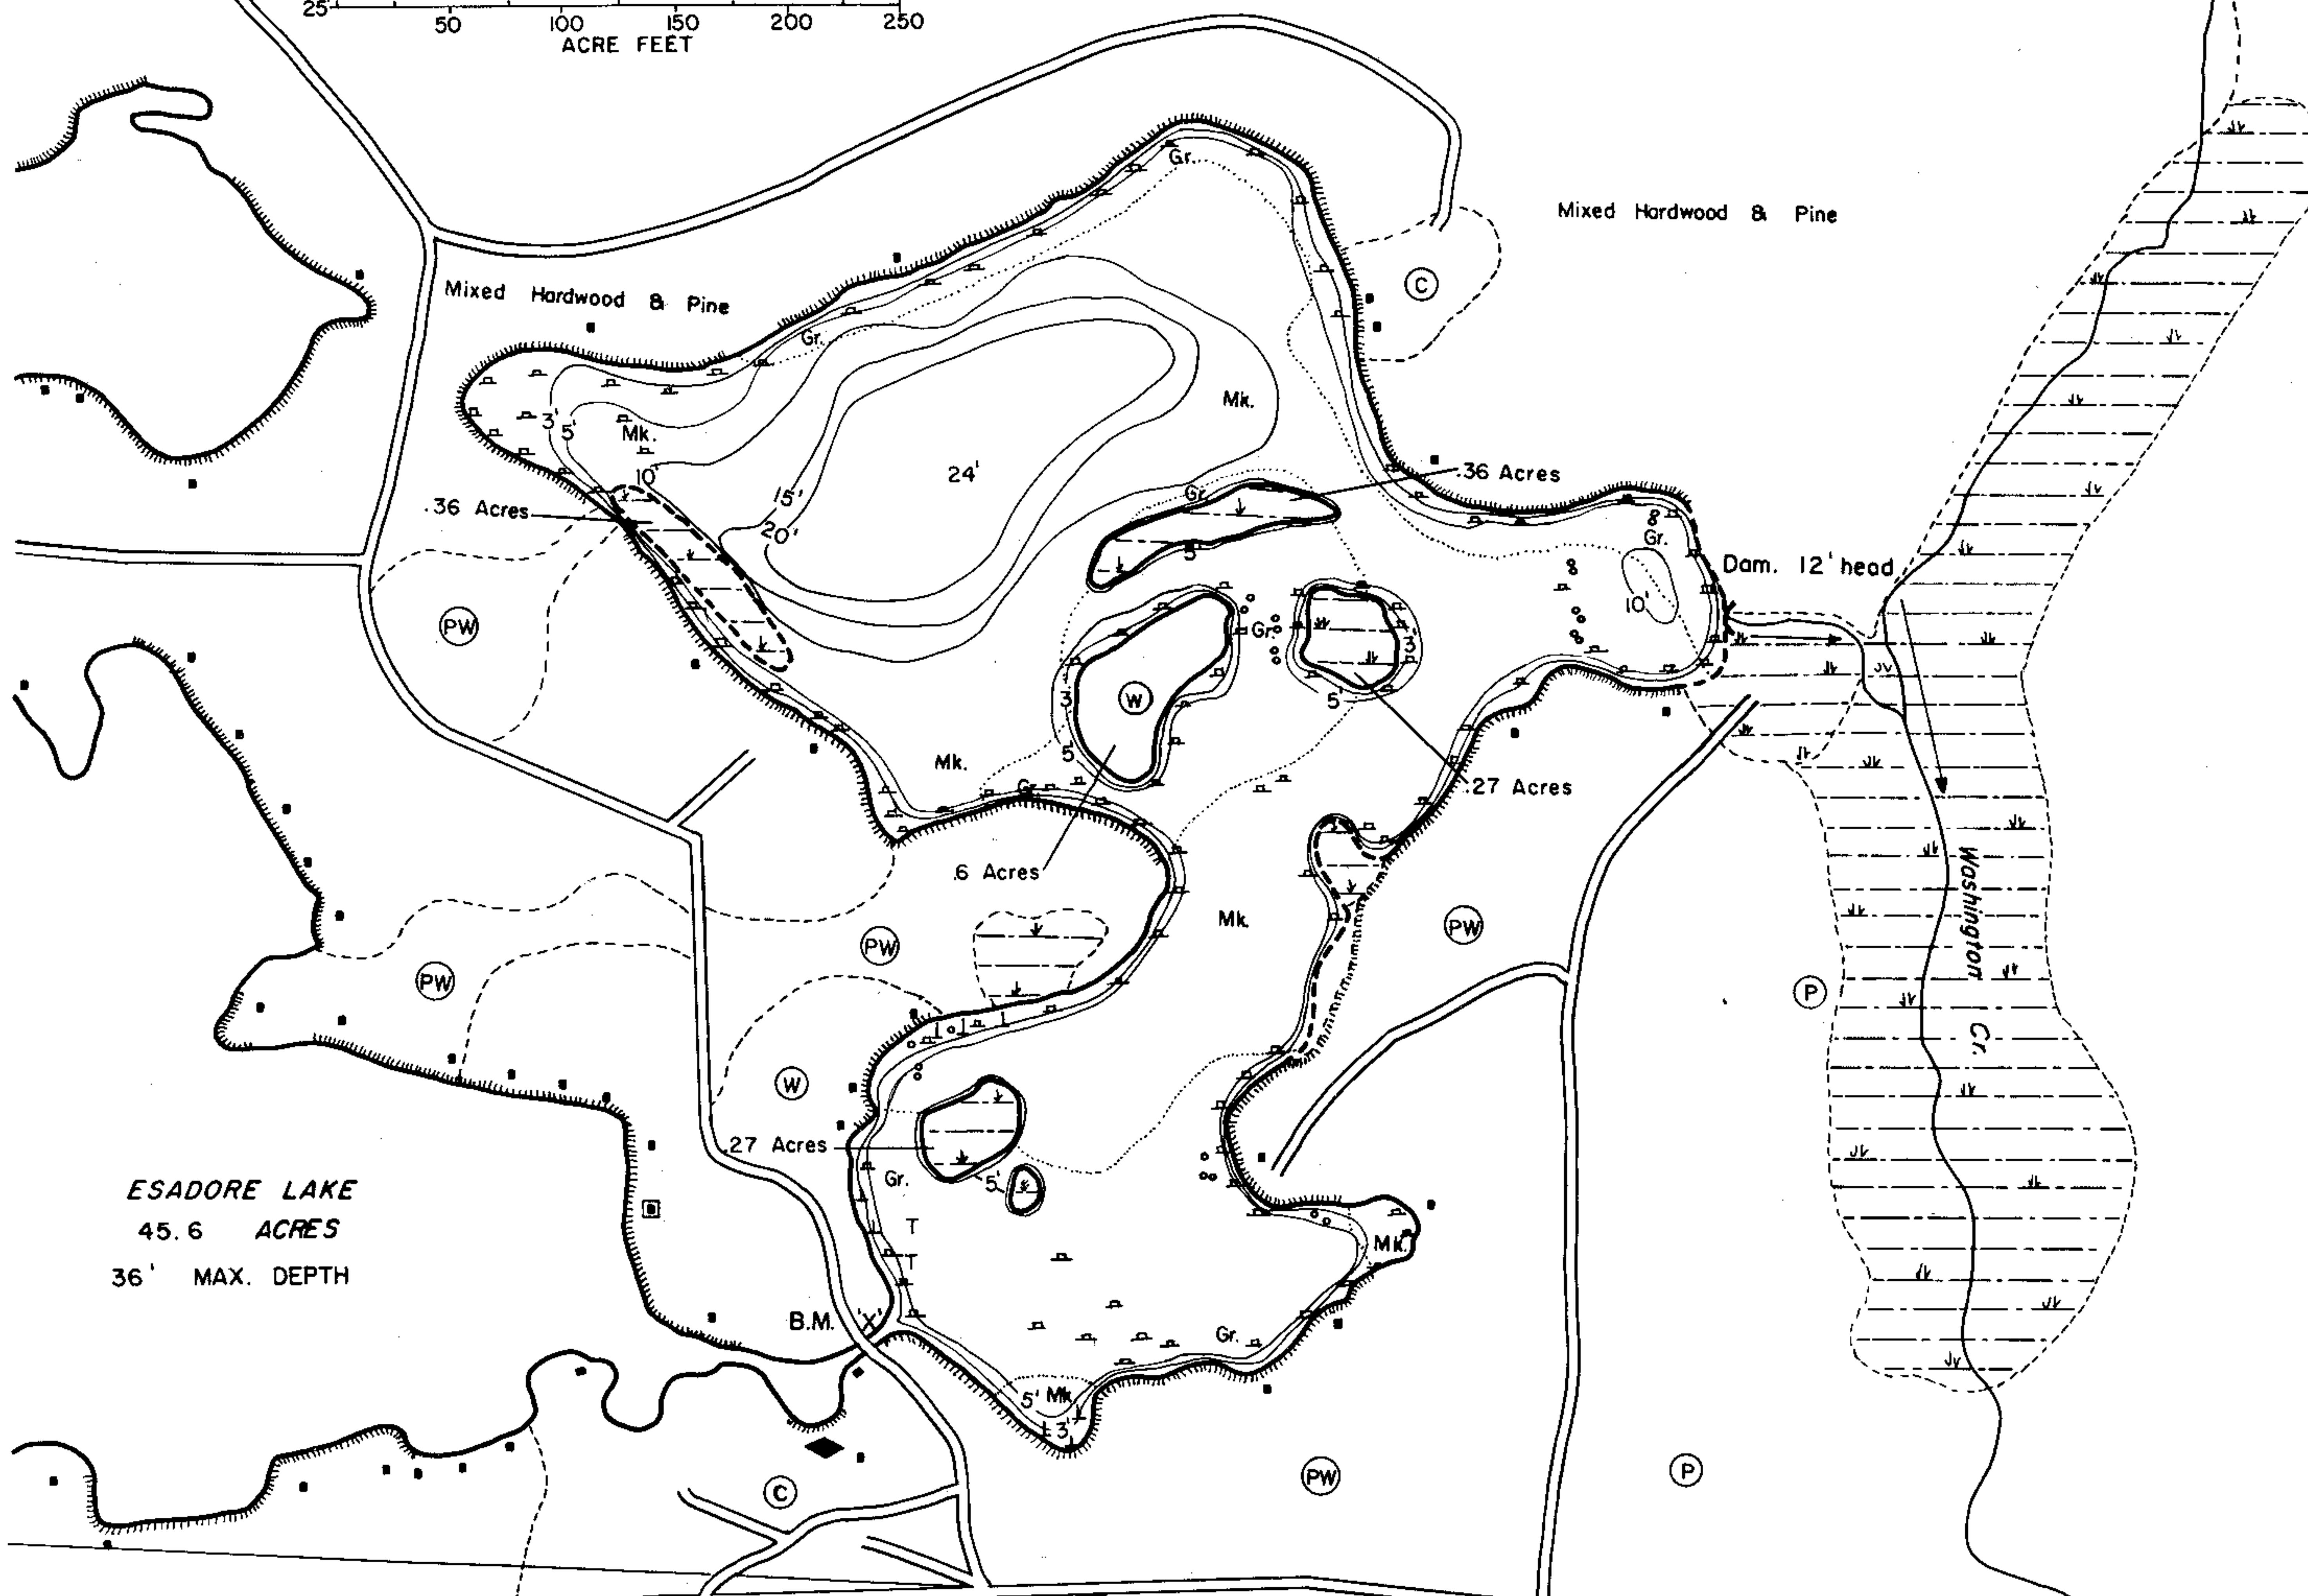 25'
50 100 150 200 250
ACRE FEET
Gr.
Mixed Hardwood & Pine
C
Mixed Hardwood & Pine
Gr.
Mk.
3'
5'
Mk.
10'
24'
.36 Acres
Gr.
15'
.36 Acres
20'
5'
Gr.
Dam. 12' head
10'
PW
Gr.
3'
W
3'
5'
5'
Mk.
Gr.
.27 Acres
.6 Acres
Washington Cr.
Mk.
PW
PW
PW
P
W
.27 Acres
Gr.
5'
ESADORE LAKE
45.6 ACRES
36' MAX. DEPTH
T
T
Mk.
B.M. 'X'
Gr.
5' Mk.
3'
C
PW
P